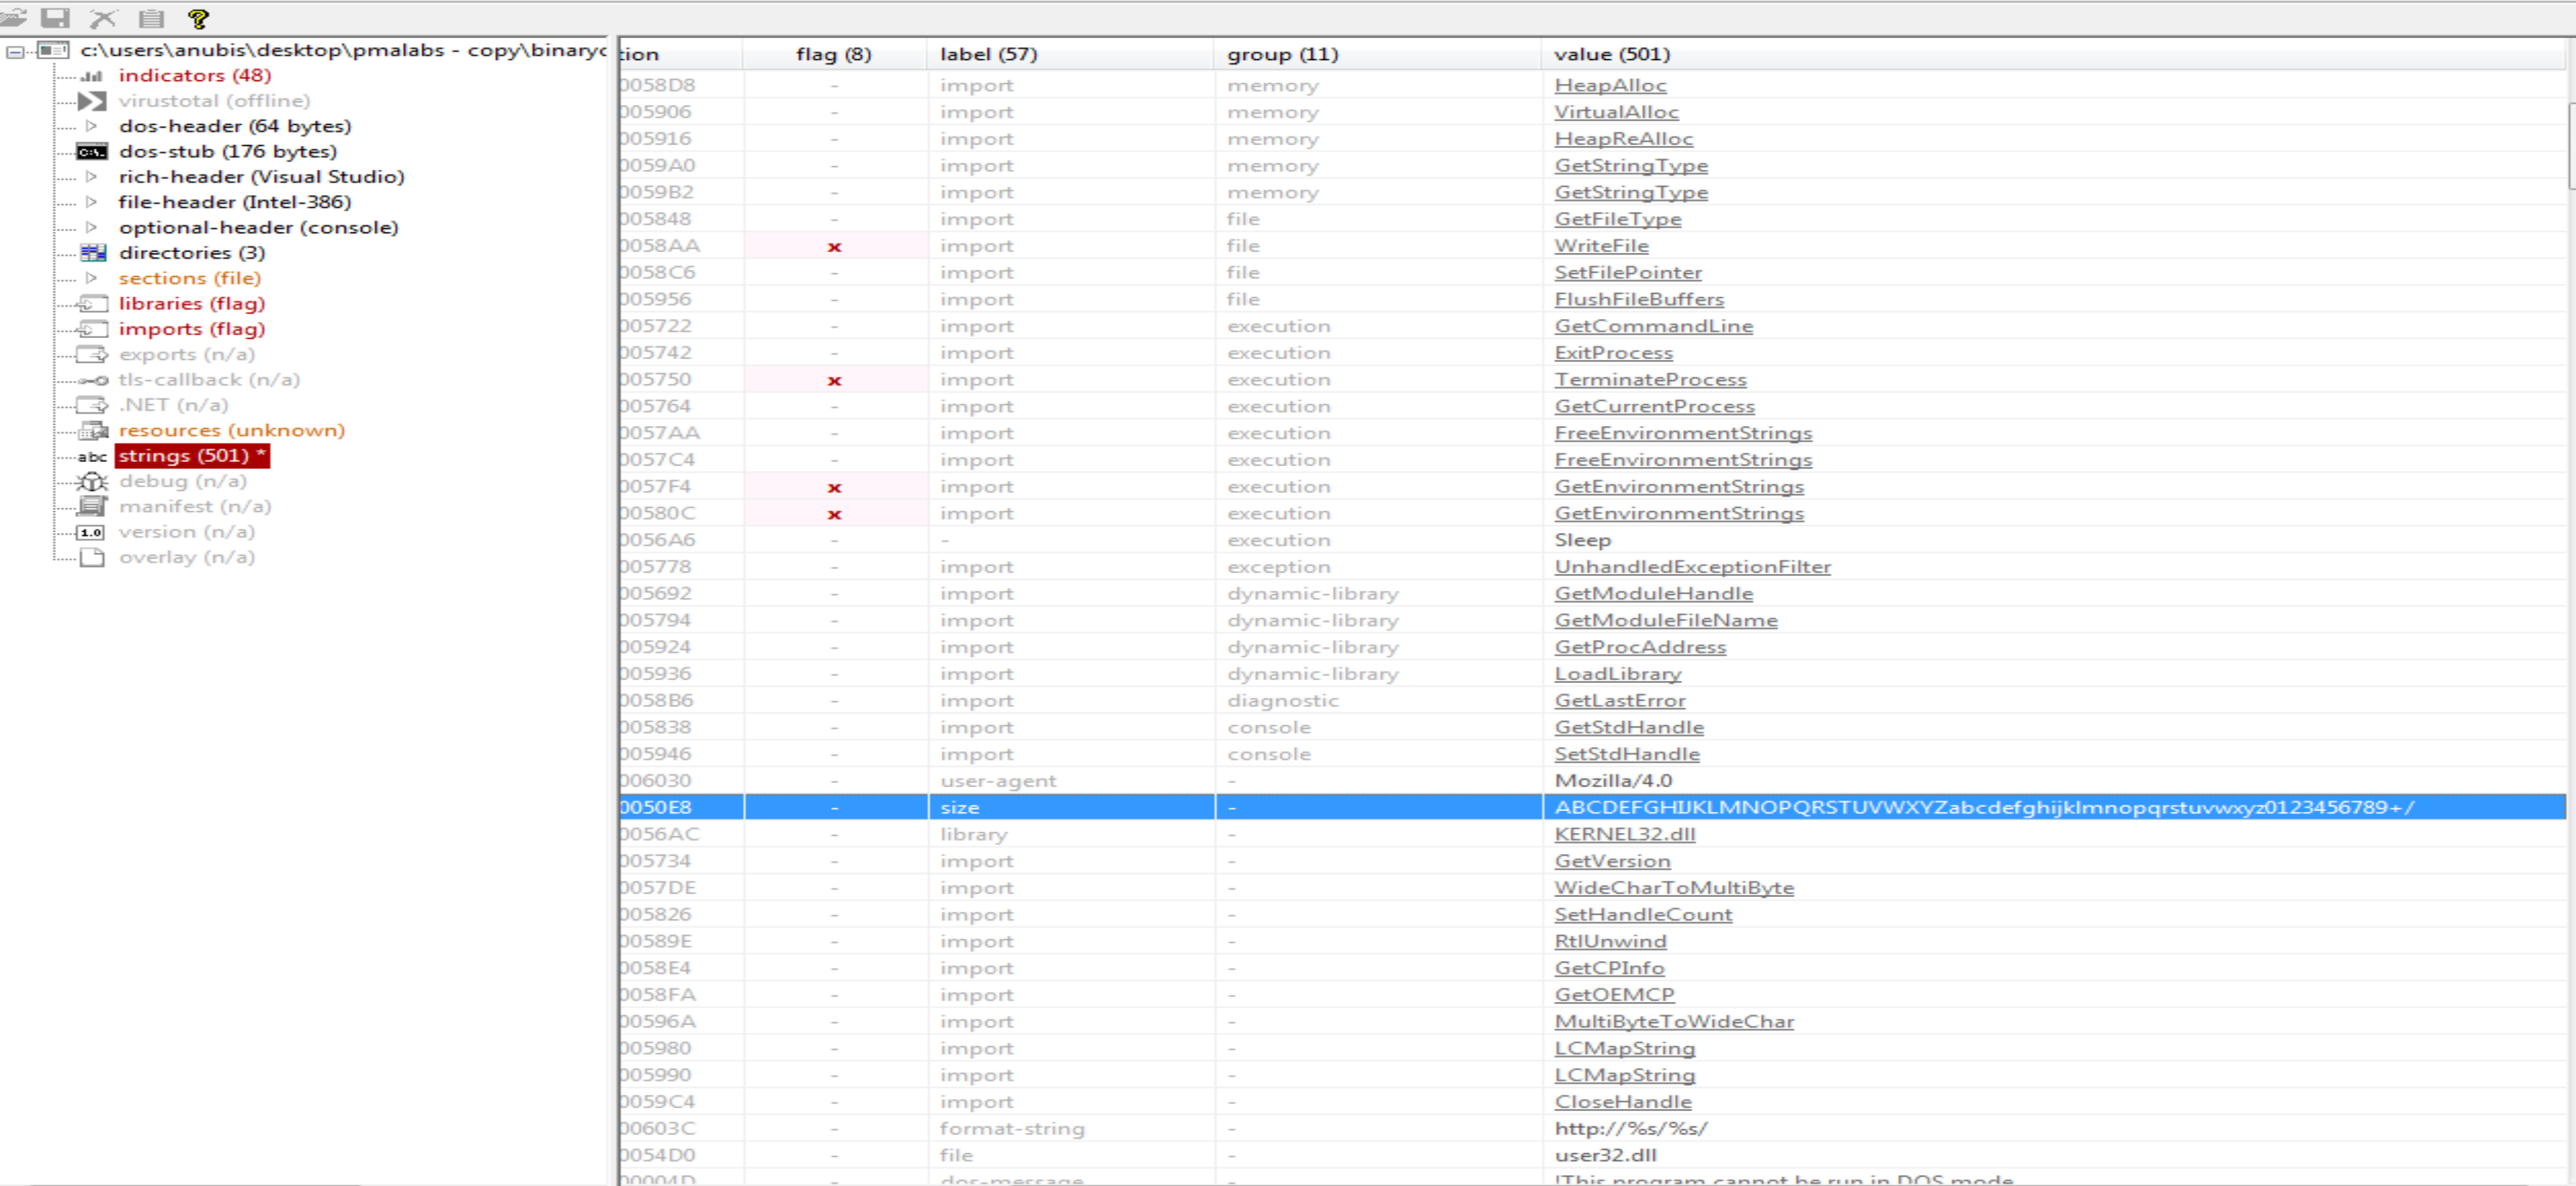 c:\users\anubis\desktop\pmalabs - copy\binaryc
indicators (48)
virustotal (offline)
dos-header (64 bytes)
dos-stub (176 bytes)
rich-header (Visual Studio)
file-header (Intel-386)
optional-header (console)
directories (3)
sections (file)
libraries (flag)
imports (flag)
exports (n/a)
tls-callback (n/a)
.NET (n/a)
resources (unknown)
abc strings (501) *
debug (n/a)
manifest (n/a)
1.0 version (n/a)
overlay (n/a)
tion flag (8) label (57) group (11) value (501)
0058D8 - import memory HeapAlloc
005906 - import memory VirtualAlloc
005916 - import memory HeapReAlloc
0059A0 - import memory GetStringType
0059B2 - import memory GetStringType
005848 - import file GetFileType
0058AA x import file WriteFile
0058C6 - import file SetFilePointer
005956 - import file FlushFileBuffers
005722 - import execution GetCommandLine
005742 - import execution ExitProcess
005750 x import execution TerminateProcess
005764 - import execution GetCurrentProcess
0057AA - import execution FreeEnvironmentStrings
0057C4 - import execution FreeEnvironmentStrings
0057F4 x import execution GetEnvironmentStrings
00580C x import execution GetEnvironmentStrings
0056A6 - - execution Sleep
005778 - import exception UnhandledExceptionFilter
005692 - import dynamic-library GetModuleHandle
005794 - import dynamic-library GetModuleFileName
005924 - import dynamic-library GetProcAddress
005936 - import dynamic-library LoadLibrary
0058B6 - import diagnostic GetLastError
005838 - import console GetStdHandle
005946 - import console SetStdHandle
006030 - user-agent - Mozilla/4.0
0050E8 - size - ABCDEFGHIJKLMNOPQRSTUVWXYZabcdefghijklmnopqrstuvwxyz0123456789+/
0056AC - library - KERNEL32.dll
005734 - import - GetVersion
0057DE - import - WideCharToMultiByte
005826 - import - SetHandleCount
00589E - import - RtlUnwind
0058E4 - import - GetCPInfo
0058FA - import - GetOEMCP
00596A - import - MultiByteToWideChar
005980 - import - LCMapString
005990 - import - LCMapString
0059C4 - import - CloseHandle
00603C - format-string - http://%s/%s/
0054D0 - file - user32.dll
00004D - dos-message - !This program cannot be run in DOS mode